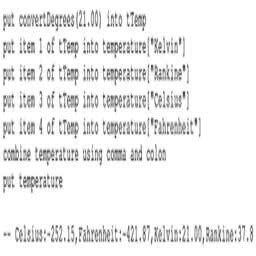 put convertDegrees(21.00) into tTemp
put item 1 of tTemp into temperature["Kelvin"]
put item 2 of tTemp into temperature["Rankine"]
put item 3 of tTemp into temperature["Celsius"]
put item 4 of tTemp into temperature["Fahrenheit"]
combine temperature using comma and colon
put temperature
-- Celsius:-252.15,Fahrenheit:-421.87,Kelvin:21.00,Rankine:37.8